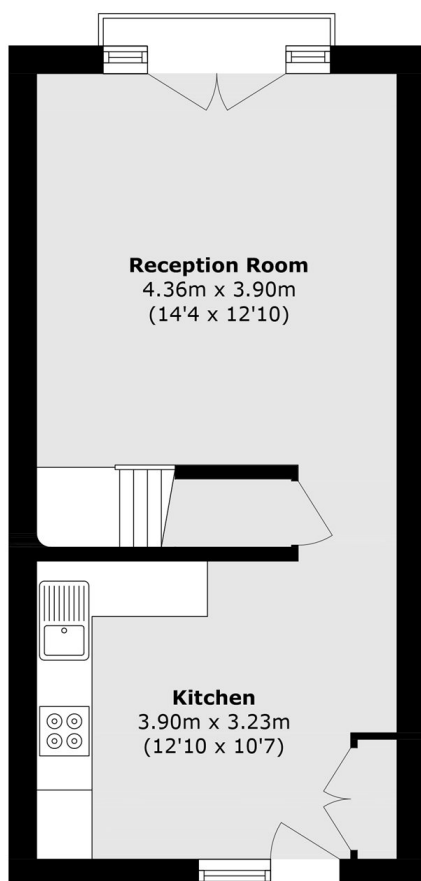 Reception Room
4.36m x 3.90m
(14'4 x 12'10)
Kitchen
3.90m x 3.23m
(12'10 x 10'7)